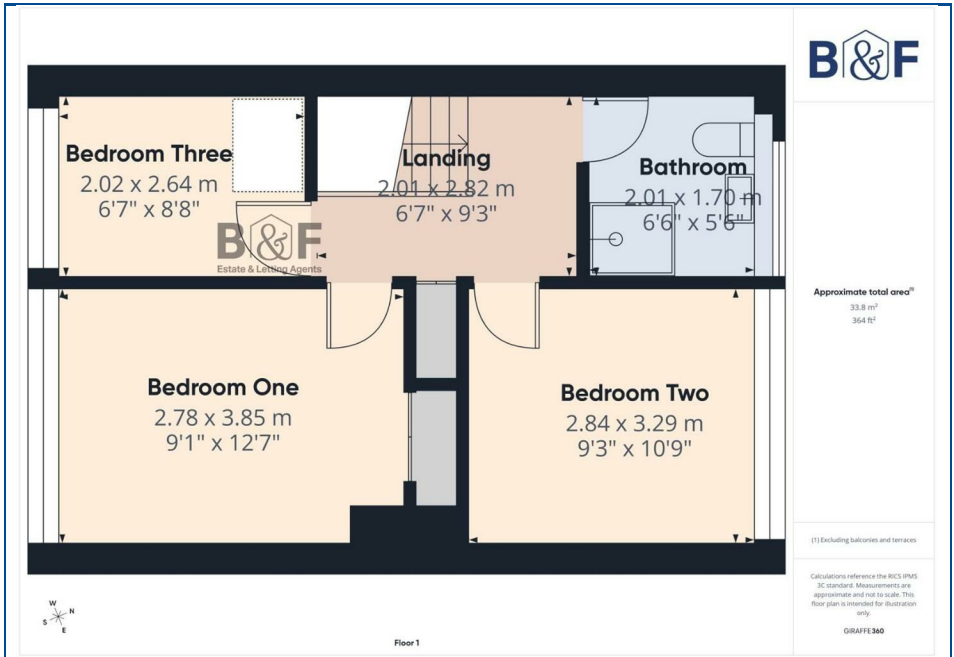 B&F
Bedroom Three
2.02 x 2.64 m
6'7" x 8'8"
Landing
2.01 x 2.82 m
6'7" x 9'3"
Bathroom
2.01 x 1.70 m
6'6" x 5'6"
B&F
Estate & Letting Agents
Approximate total area(1)
33.8 m²
364 ft²
Bedroom One
2.78 x 3.85 m
9'1" x 12'7"
Bedroom Two
2.84 x 3.29 m
9'3" x 10'9"
(1) Excluding balconies and terraces
Calculations reference the RICS IPMS
3C standard. Measurements are
approximate and not to scale. This
floor plan is intended for illustration
only.
GIRAFFE360
W
N
S
E
Floor 1